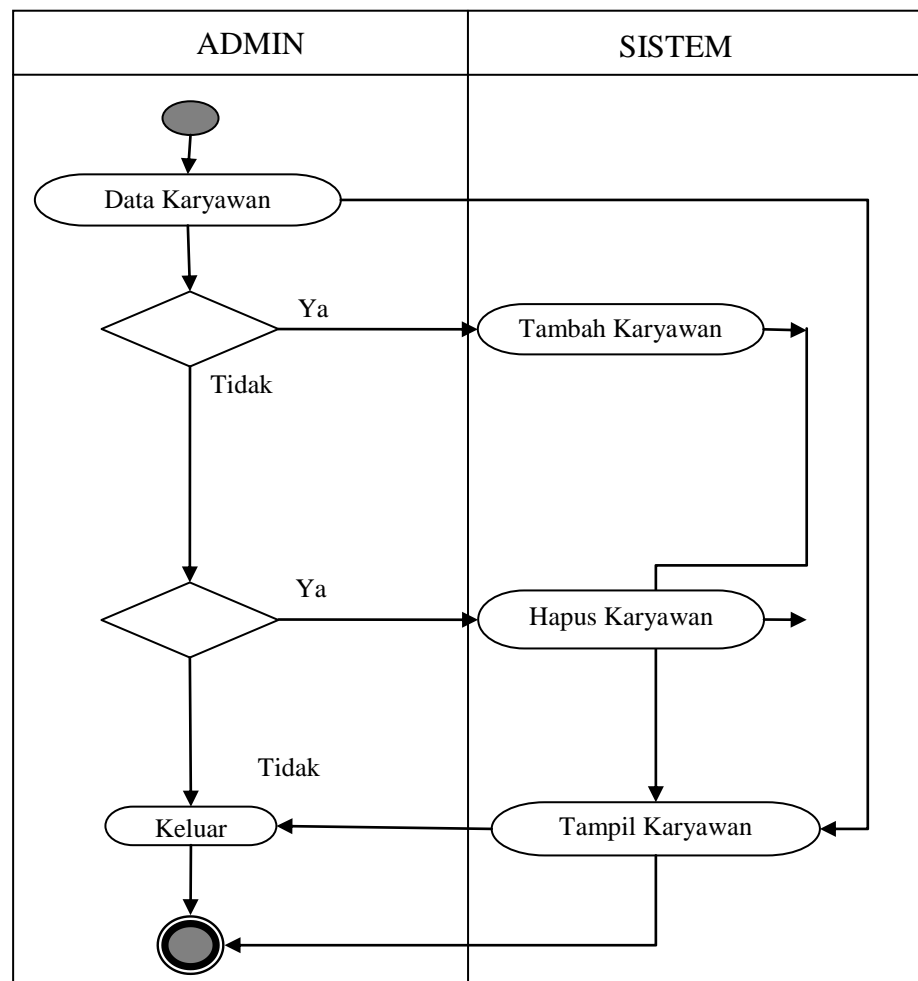 ADMIN
SISTEM
Data Karyawan
Ya
Tambah Karyawan
Tidak
Ya
Hapus Karyawan
Tidak
Keluar
Tampil Karyawan